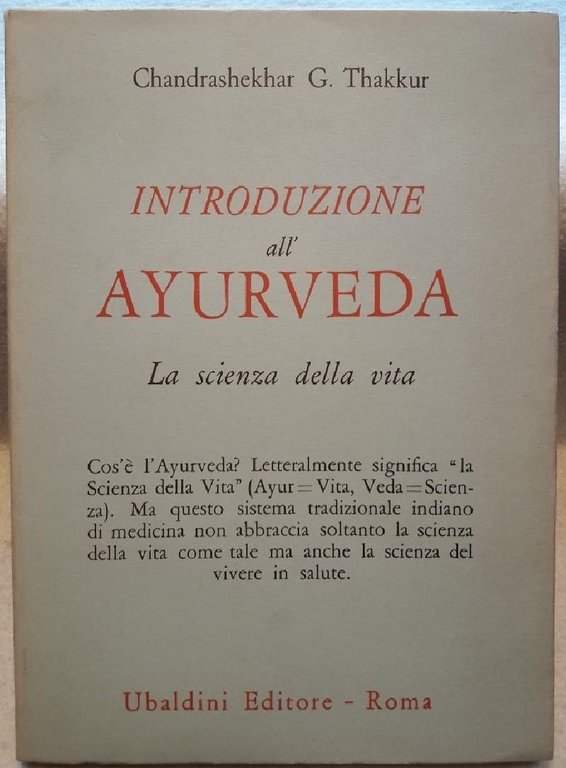 Chandrashekhar G. Thakkur
INTRODUZIONE
all'
AYURVEDA
La scienza della vita
Cos'è l'Ayurveda? Letteralmente significa "la
Scienza della Vita" (Ayur=Vita, Veda=Scien-
za). Ma questo sistema tradizionale indiano
di medicina non abbraccia soltanto la scienza
della vita come tale ma anche la scienza del
vivere in salute.
Ubaldini Editore - Roma